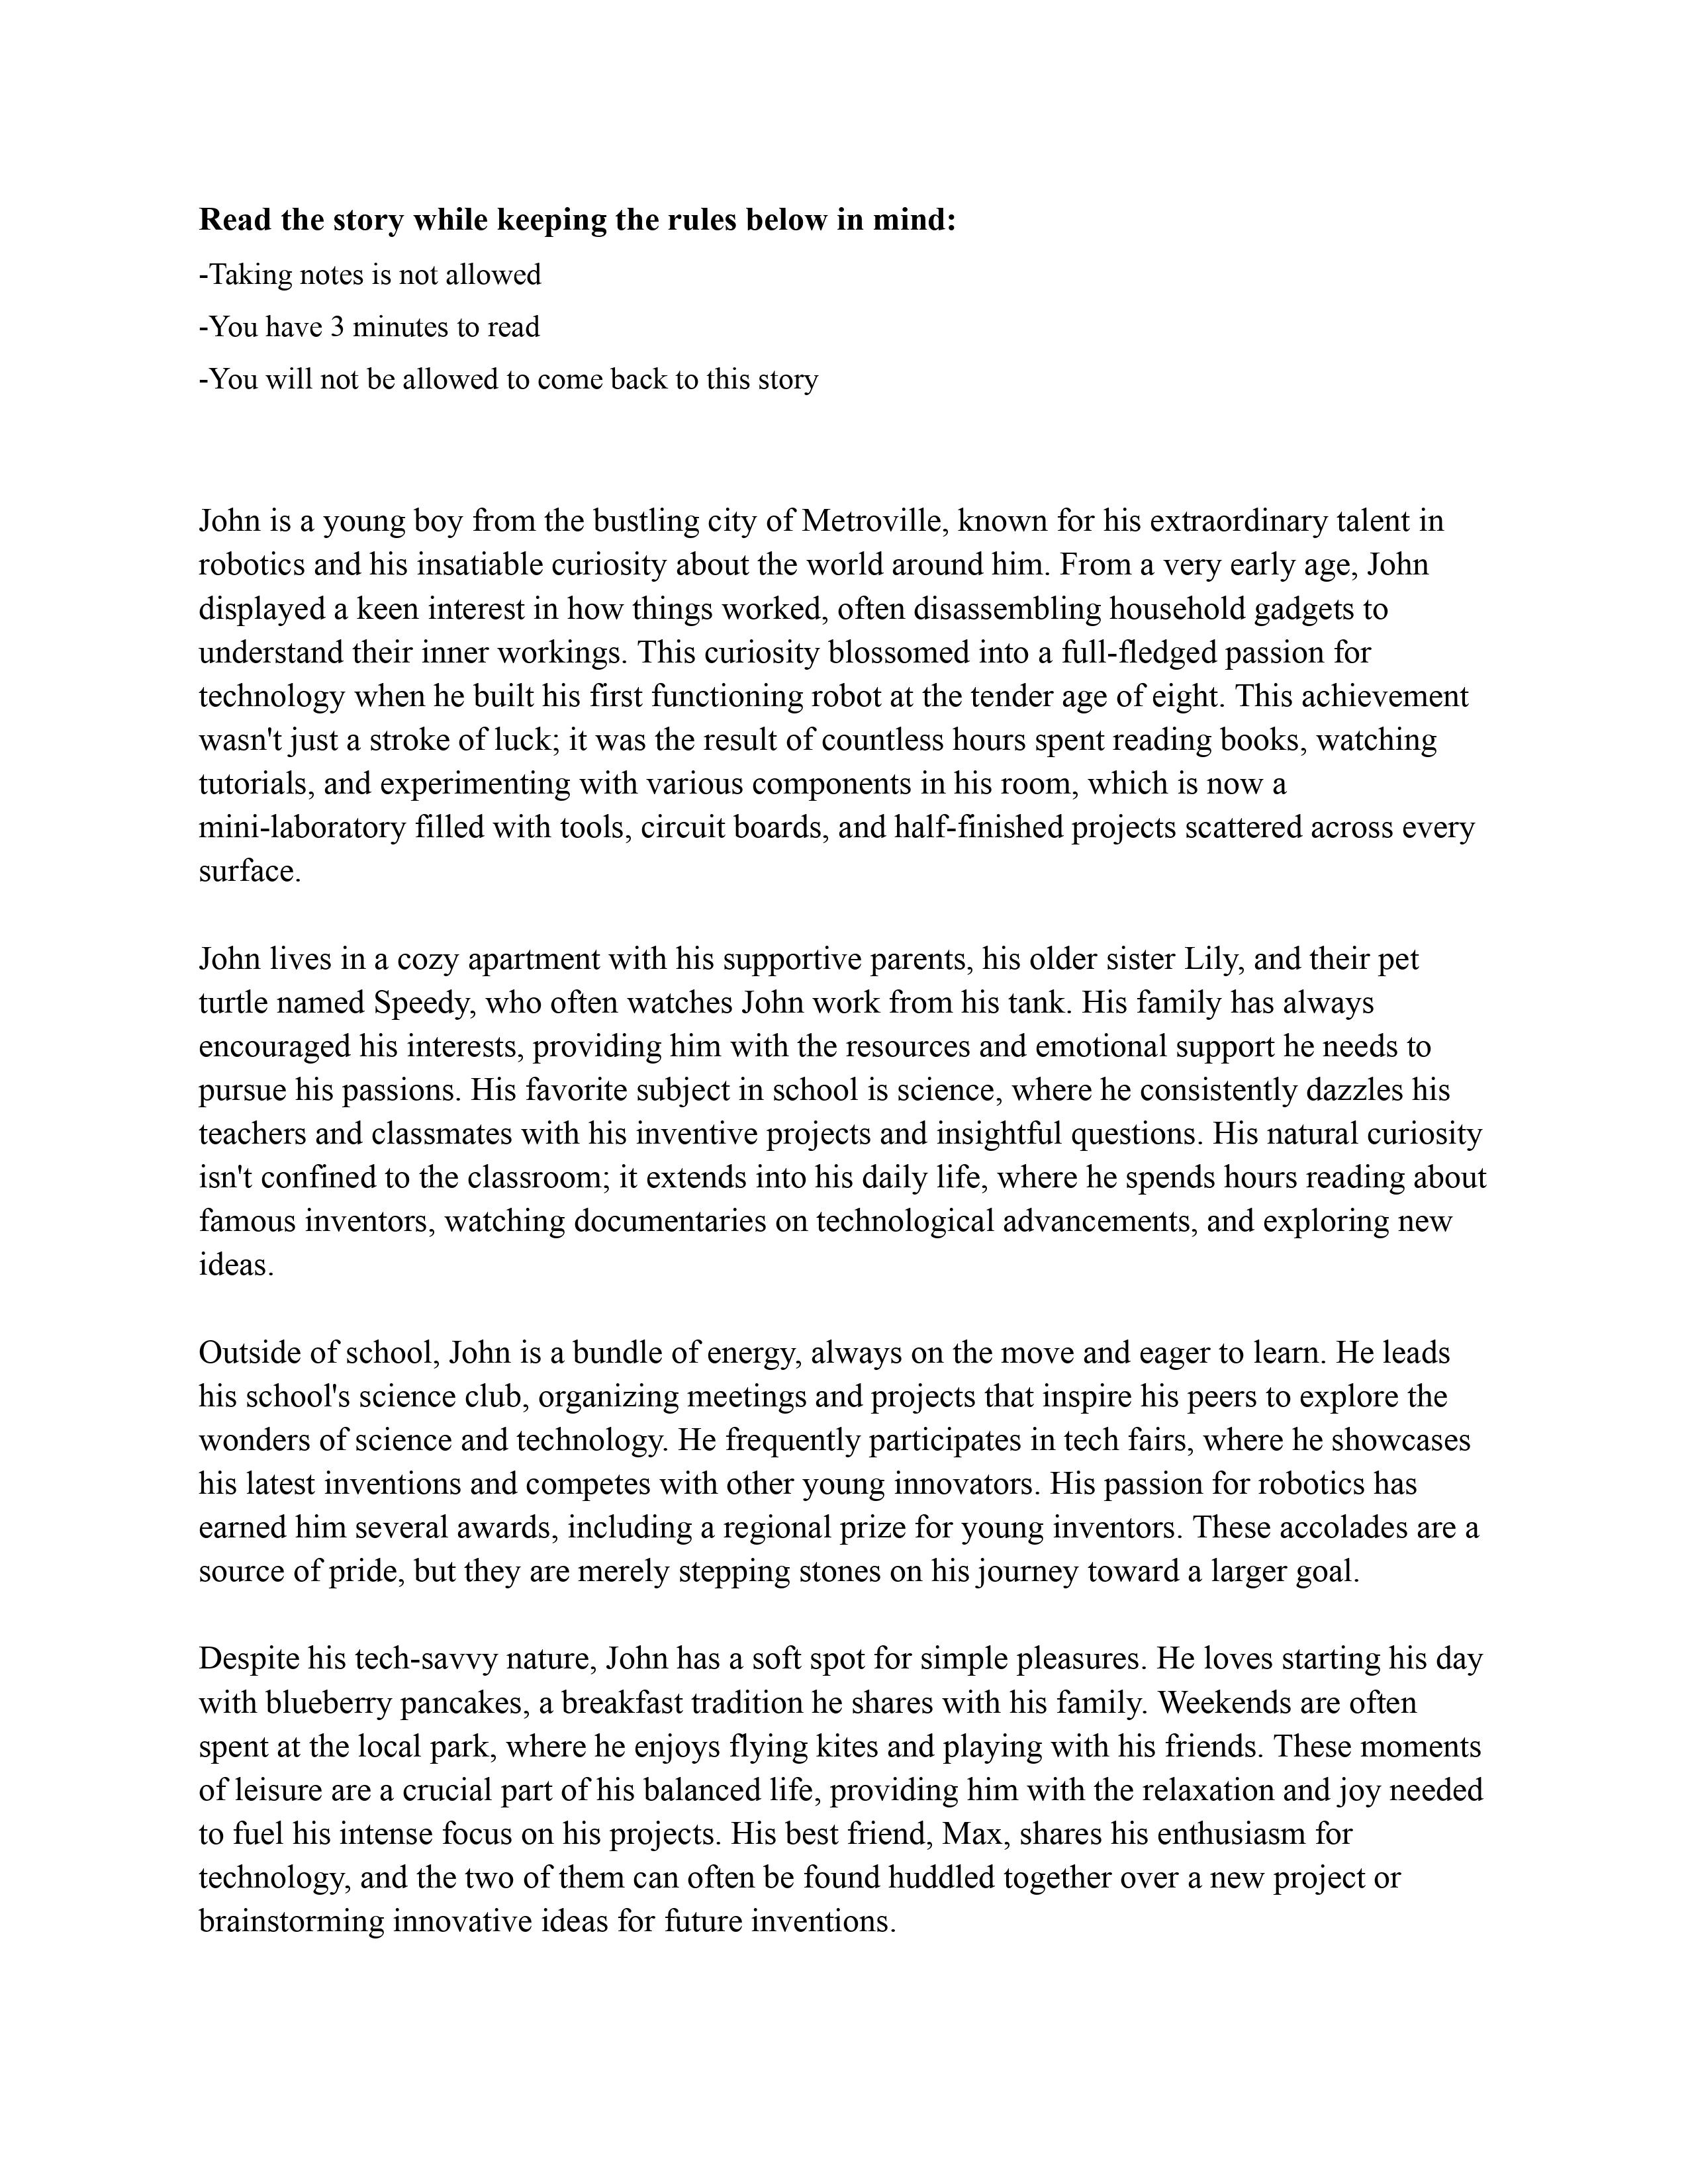 Read the story while keeping the rules below in mind:
-Taking notes is not allowed
-You have 3 minutes to read
-You will not be allowed to come back to this story
John is a young boy from the bustling city of Metroville, known for his extraordinary talent in
robotics and his insatiable curiosity about the world around him. From a very early age, John
displayed a keen interest in how things worked, often disassembling household gadgets to
understand their inner workings. This curiosity blossomed into a full-fledged passion for
technology when he built his first functioning robot at the tender age of eight. This achievement
wasn't just a stroke of luck; it was the result of countless hours spent reading books, watching
tutorials, and experimenting with various components in his room, which is now a
mini-laboratory filled with tools, circuit boards, and half-finished projects scattered across every
surface.
John lives in a cozy apartment with his supportive parents, his older sister Lily, and their pet
turtle named Speedy, who often watches John work from his tank. His family has always
encouraged his interests, providing him with the resources and emotional support he needs to
pursue his passions. His favorite subject in school is science, where he consistently dazzles his
teachers and classmates with his inventive projects and insightful questions. His natural curiosity
isn't confined to the classroom; it extends into his daily life, where he spends hours reading about
famous inventors, watching documentaries on technological advancements, and exploring new
ideas.
Outside of school, John is a bundle of energy, always on the move and eager to learn. He leads
his school's science club, organizing meetings and projects that inspire his peers to explore the
wonders of science and technology. He frequently participates in tech fairs, where he showcases
his latest inventions and competes with other young innovators. His passion for robotics has
earned him several awards, including a regional prize for young inventors. These accolades are a
source of pride, but they are merely stepping stones on his journey toward a larger goal.
Despite his tech-savvy nature, John has a soft spot for simple pleasures. He loves starting his day
with blueberry pancakes, a breakfast tradition he shares with his family. Weekends are often
spent at the local park, where he enjoys flying kites and playing with his friends. These moments
of leisure are a crucial part of his balanced life, providing him with the relaxation and joy needed
to fuel his intense focus on his projects. His best friend, Max, shares his enthusiasm for
technology, and the two of them can often be found huddled together over a new project or
brainstorming innovative ideas for future inventions.